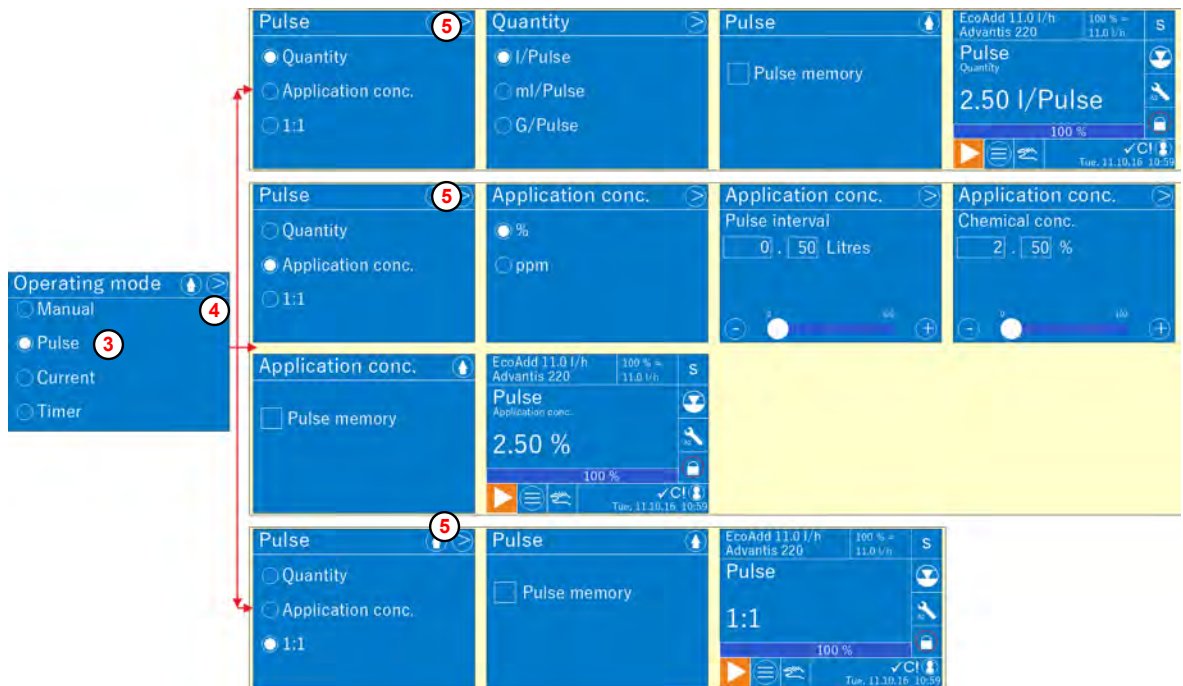 Pulse
5
Quantity
Application conc.
1:1
Quantity
l/Pulse
ml/Pulse
G/Pulse
Pulse
Pulse memory
EcoAdd 11.0 l/h
Advantis 220
100 % =
11.0 l/h
S
Pulse
Quantity
2.50 l/Pulse
100 %
C!
Tue. 11.10.16 10:59
Pulse
5
Quantity
Application conc.
1:1
Application conc.
%
ppm
Application conc.
Pulse interval
0 . 50 Litres
0 100
Application conc.
Chemical conc.
2 . 50 %
0 100
Operating mode
4
Manual
Pulse 3
Current
Timer
Application conc.
Pulse memory
EcoAdd 11.0 l/h
Advantis 220
100 % =
11.0 l/h
S
Pulse
Application conc.
2.50 %
100 %
C!
Tue. 11.10.16 10:59
5
Pulse
Quantity
Application conc.
1:1
Pulse
Pulse memory
EcoAdd 11.0 l/h
Advantis 220
100 % =
11.0 l/h
S
Pulse
1:1
100 %
C!
Tue. 11.10.16 10:59